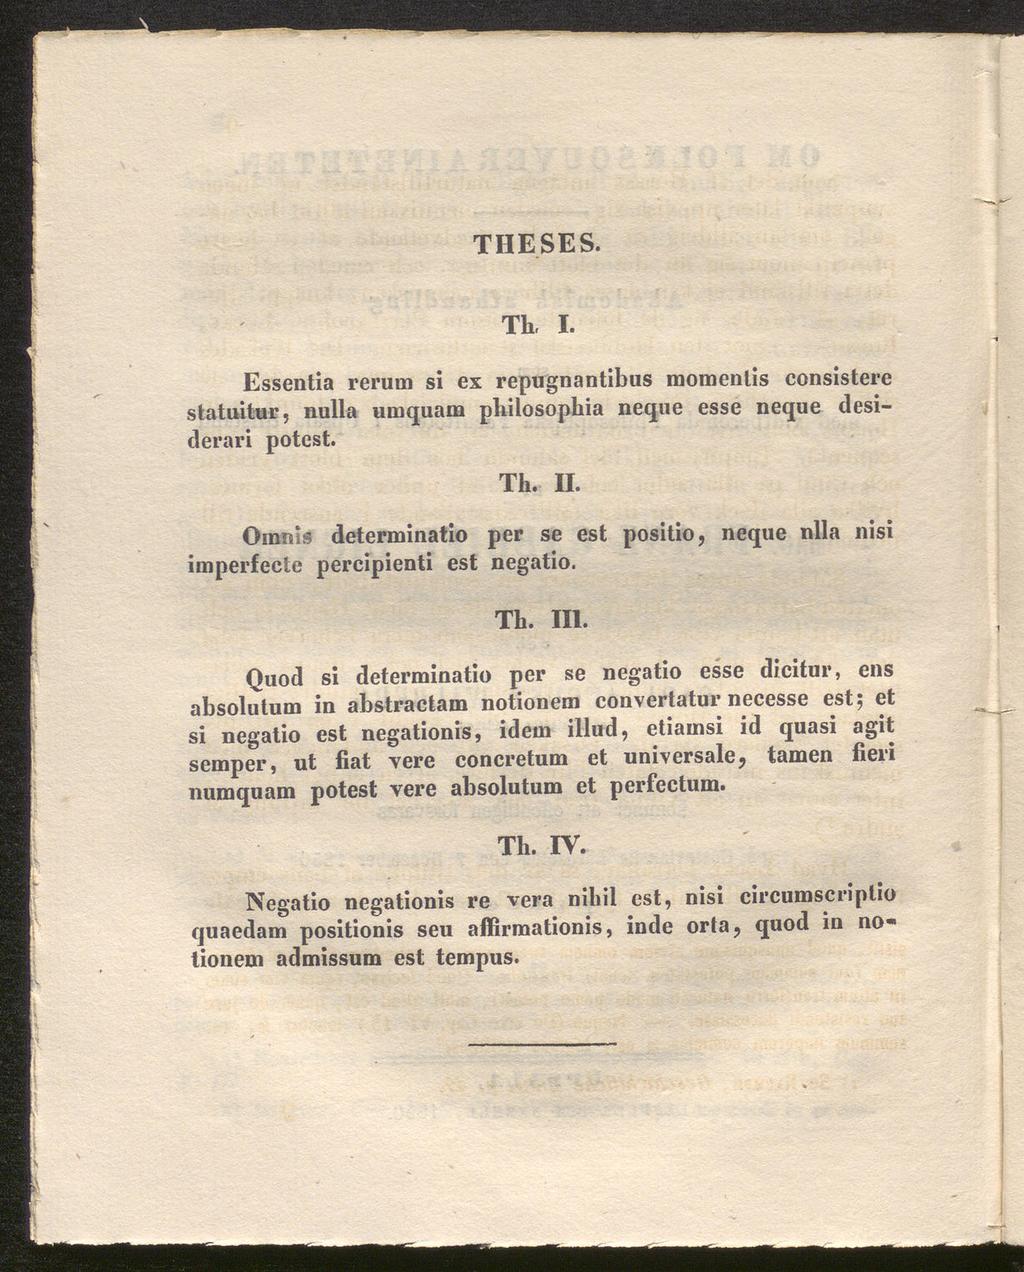 THESES.
Th. I.
Essentia rerum si ex repugnantibus momentis consistere
statuitur, nulla umquam philosophia neque esse neque desi-
derari potest.
Th. II.
Omnis determinatio per se est positio, neque nlla nisi
imperfecte percipienti est negatio.
Th. III.
Quod si determinatio per se negatio esse dicitur, ens
absolutum in abstractam notionem convertatur necesse est; et
si negatio est negationis, idem illud, etiamsi id quasi agit
semper, ut fiat vere concretum et universale, tamen fieri
numquam potest vere absolutum et perfectum.
Th. IV.
Negatio negationis re vera nihil est, nisi circumscriptio
quaedam positionis seu affirmationis, inde orta, quod in no-
tionem admissum est tempus.